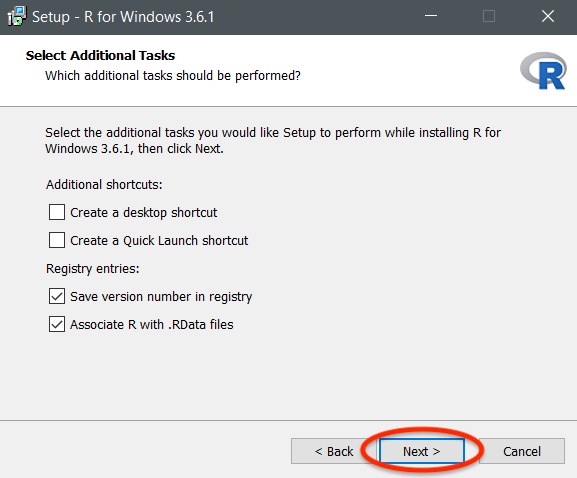 Setup - R for Windows 3.6.1
Select Additional Tasks
Which additional tasks should be performed?
R
Select the additional tasks you would like Setup to perform while installing R for
Windows 3.6.1, then click Next.
Additional shortcuts:
Create a desktop shortcut
Create a Quick Launch shortcut
Registry entries:
Save version number in registry
Associate R with .RData files
< Back Next > Cancel